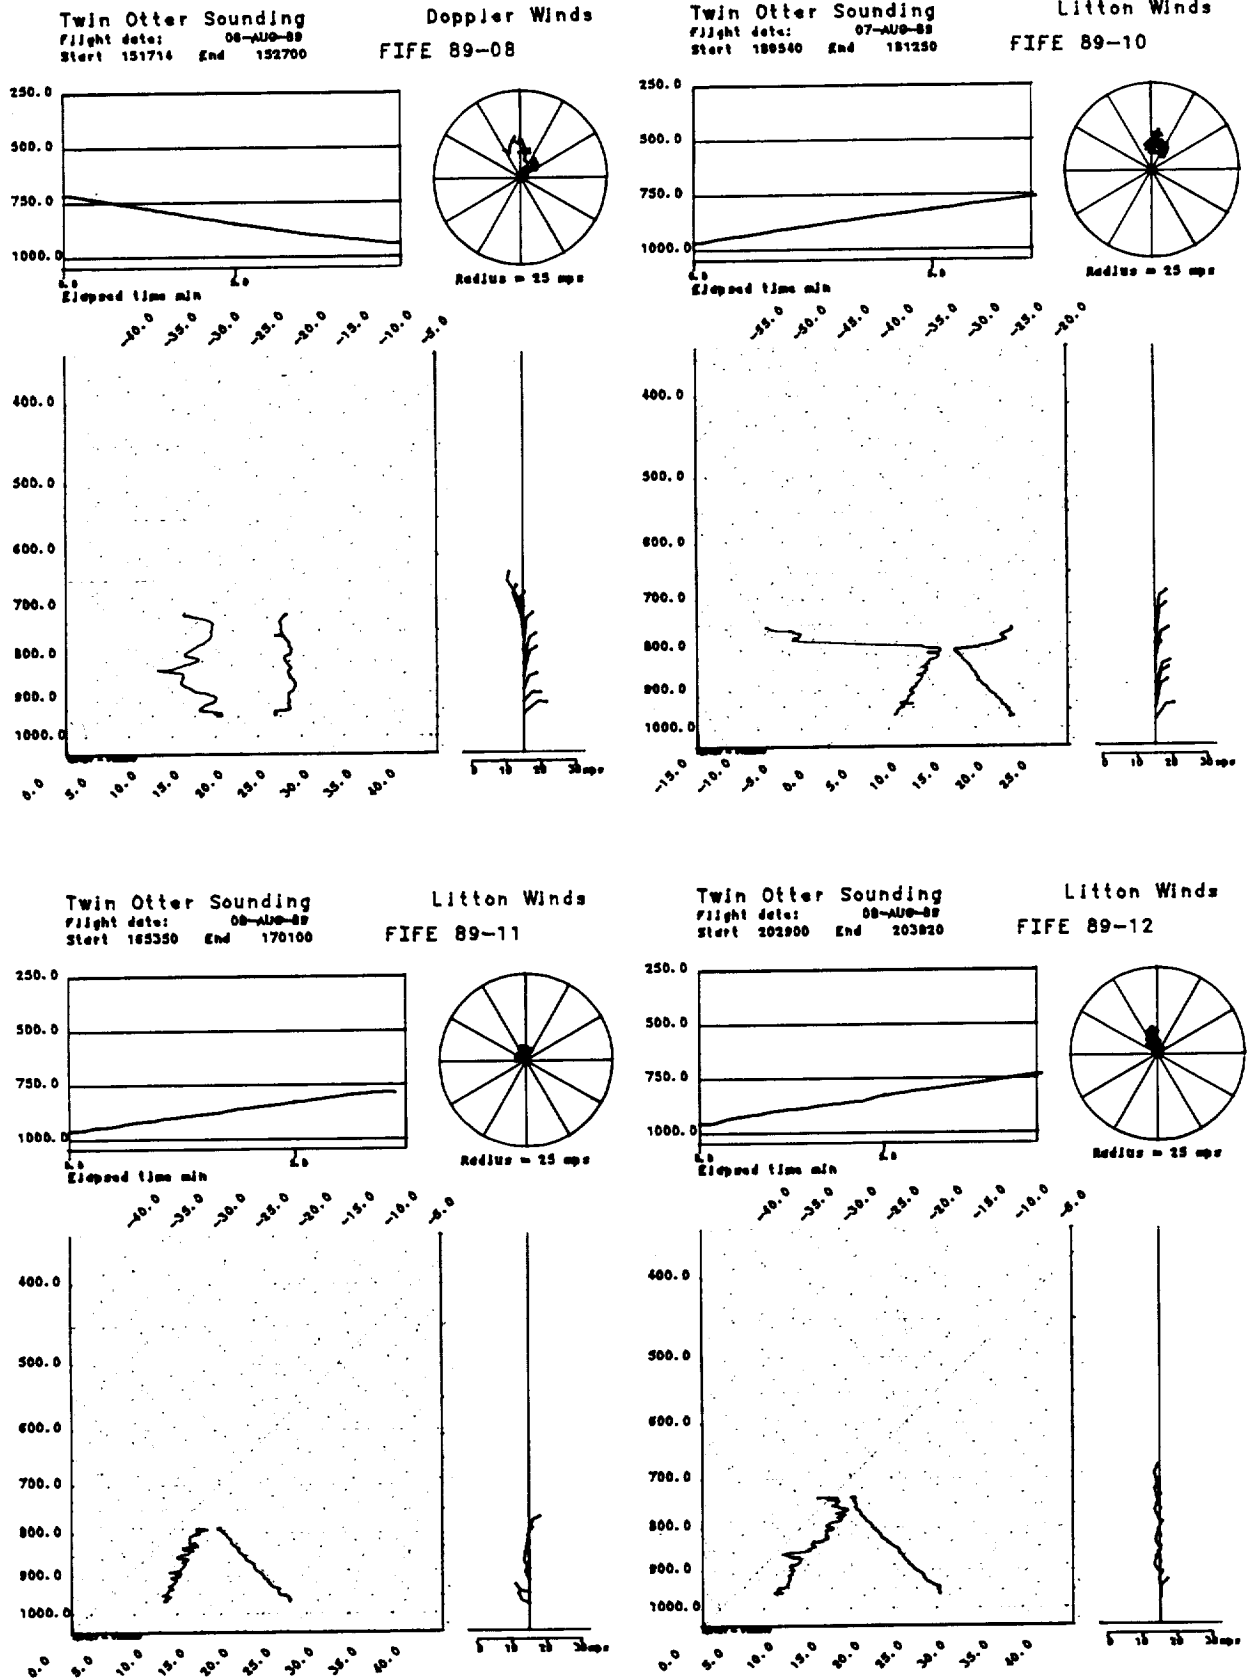 Twin Otter Sounding Doppler Winds
Flight date: 06-AUG-89
Start 151714 End 152700 FIFE 89-08
250.0
500.0
750.0
1000.0
Elapsed time min
Radius = 25 mps
-40.0 -35.0 -30.0 -25.0 -20.0 -15.0 -10.0 -5.0
400.0
500.0
600.0
700.0
800.0
900.0
1000.0
0.0 5.0 10.0 15.0 20.0 25.0 30.0 35.0 40.0
Twin Otter Sounding Litton Winds
Flight date: 07-AUG-89
Start End 181250 FIFE 89-10
250.0
500.0
750.0
1000.0
Elapsed time min
Radius = 25 mps
-55.0 -50.0 -45.0 -40.0 -35.0 -30.0 -25.0 -20.0
400.0
500.0
600.0
700.0
800.0
900.0
1000.0
-15.0 -10.0 -5.0 0.0 5.0 10.0 15.0 20.0 25.0
Twin Otter Sounding Litton Winds
Flight date: 08-AUG-89
Start 165350 End 170100 FIFE 89-11
250.0
500.0
750.0
1000.0
Elapsed time min
Radius = 25 mps
-40.0 -35.0 -30.0 -25.0 -20.0 -15.0 -10.0 -5.0
400.0
500.0
600.0
700.0
800.0
900.0
1000.0
0.0 5.0 10.0 15.0 20.0 25.0 30.0 35.0 40.0
Twin Otter Sounding Litton Winds
Flight date: 08-AUG-89
Start 202900 End 203820 FIFE 89-12
250.0
500.0
750.0
1000.0
Elapsed time min
Radius = 25 mps
-40.0 -35.0 -30.0 -25.0 -20.0 -15.0 -10.0 -5.0
400.0
500.0
600.0
700.0
800.0
900.0
1000.0
0.0 5.0 10.0 15.0 20.0 25.0 30.0 35.0 40.0